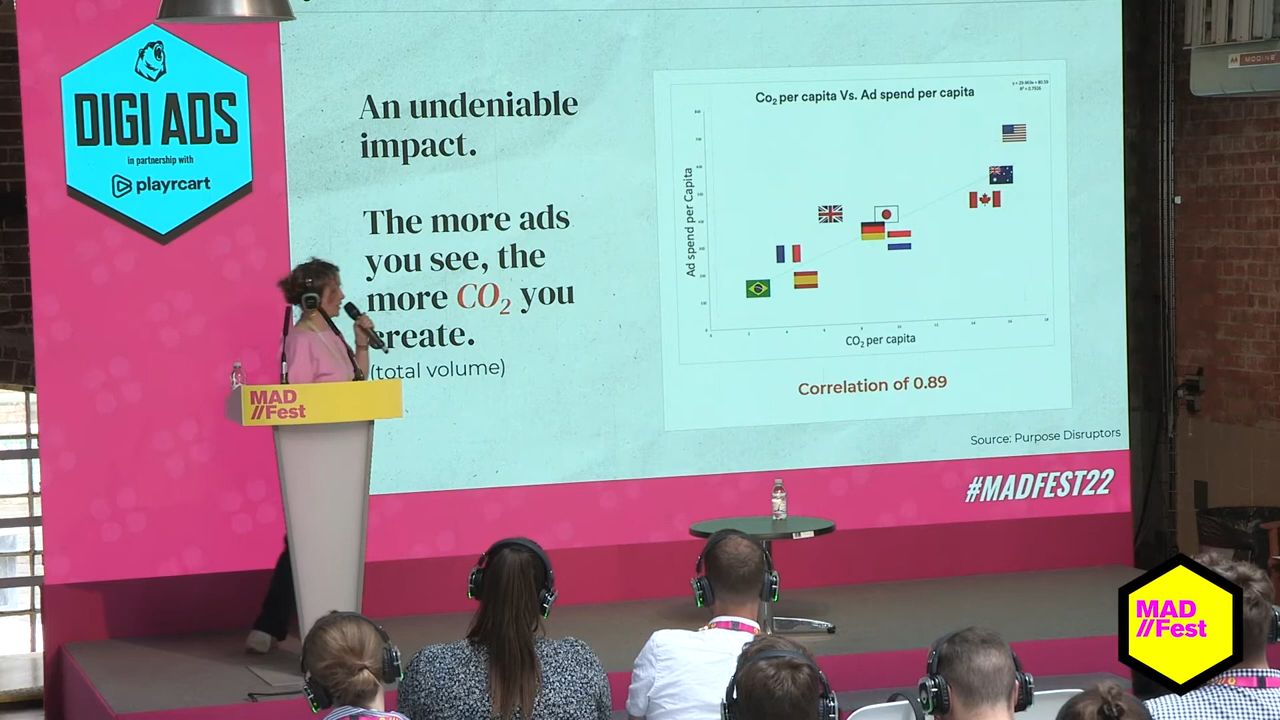 DIGI ADS
in partnership with
playrcart
An undeniable
impact.
The more ads
you see, the
more CO₂ you
create.
(total volume)
Co₂ per capita Vs. Ad spend per capita
Ad spend per Capita
CO₂ per capita
Correlation of 0.89
Source: Purpose Disruptors
#MADFEST22
MAD
//Fest
MAD
//Fest